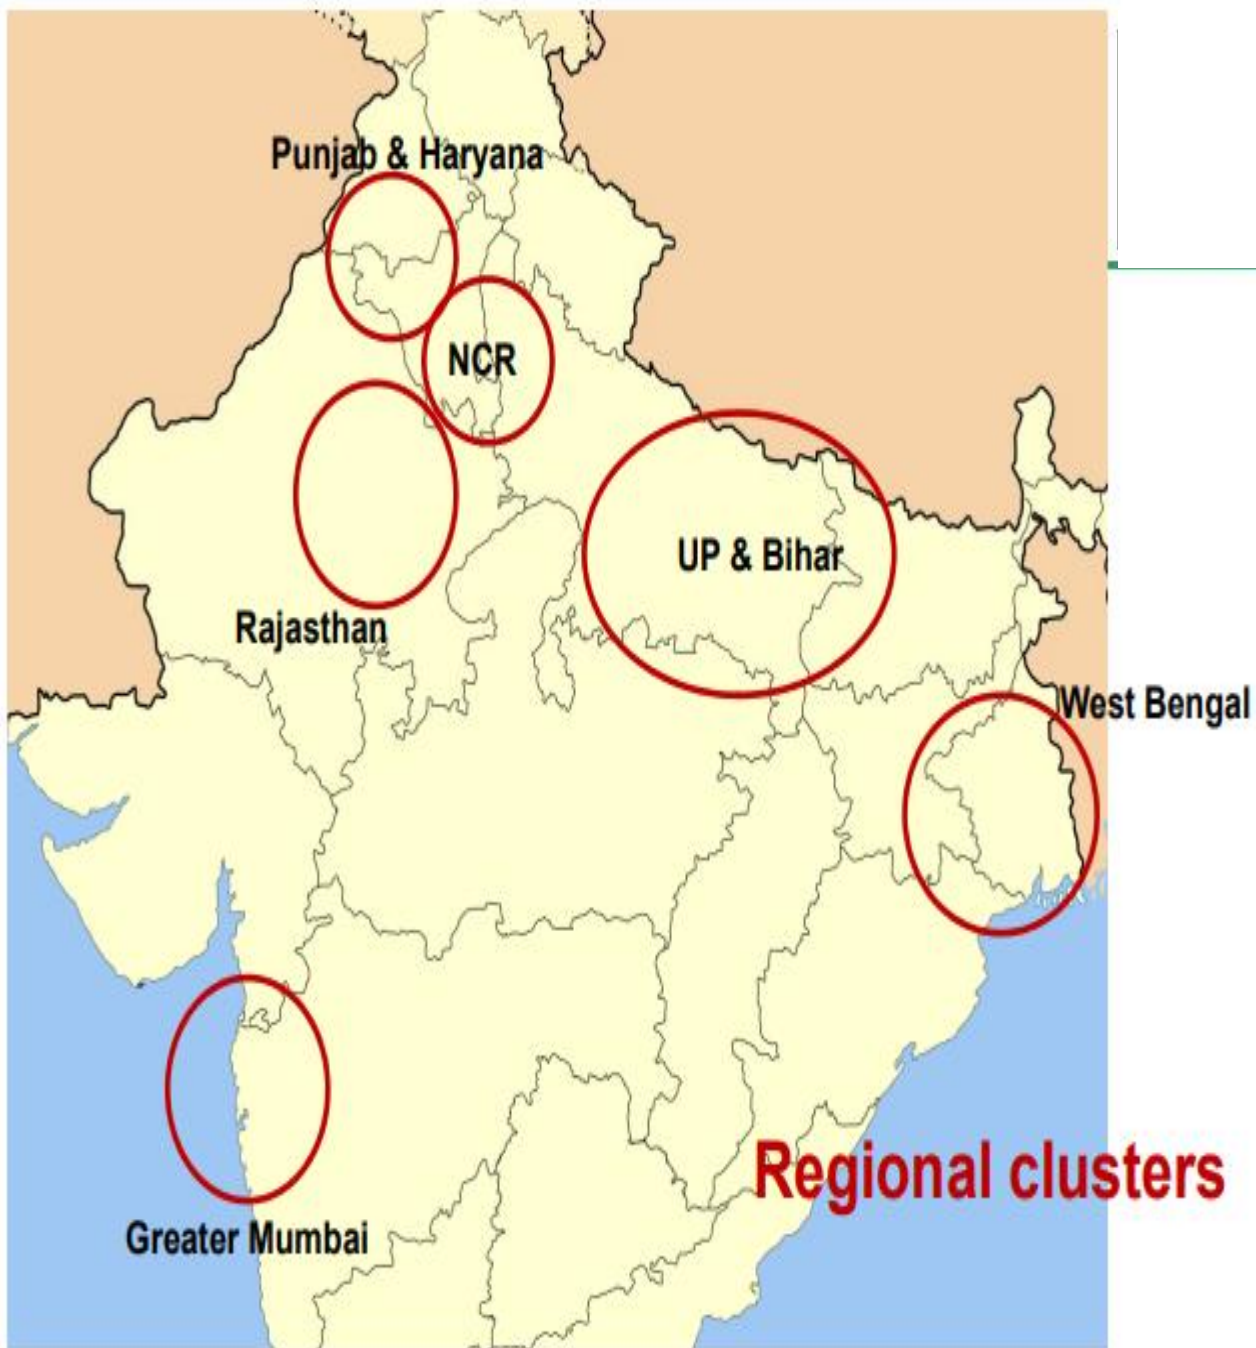 Punjab & Haryana
NCR
UP & Bihar
Rajasthan
West Bengal
Regional clusters
Greater Mumbai